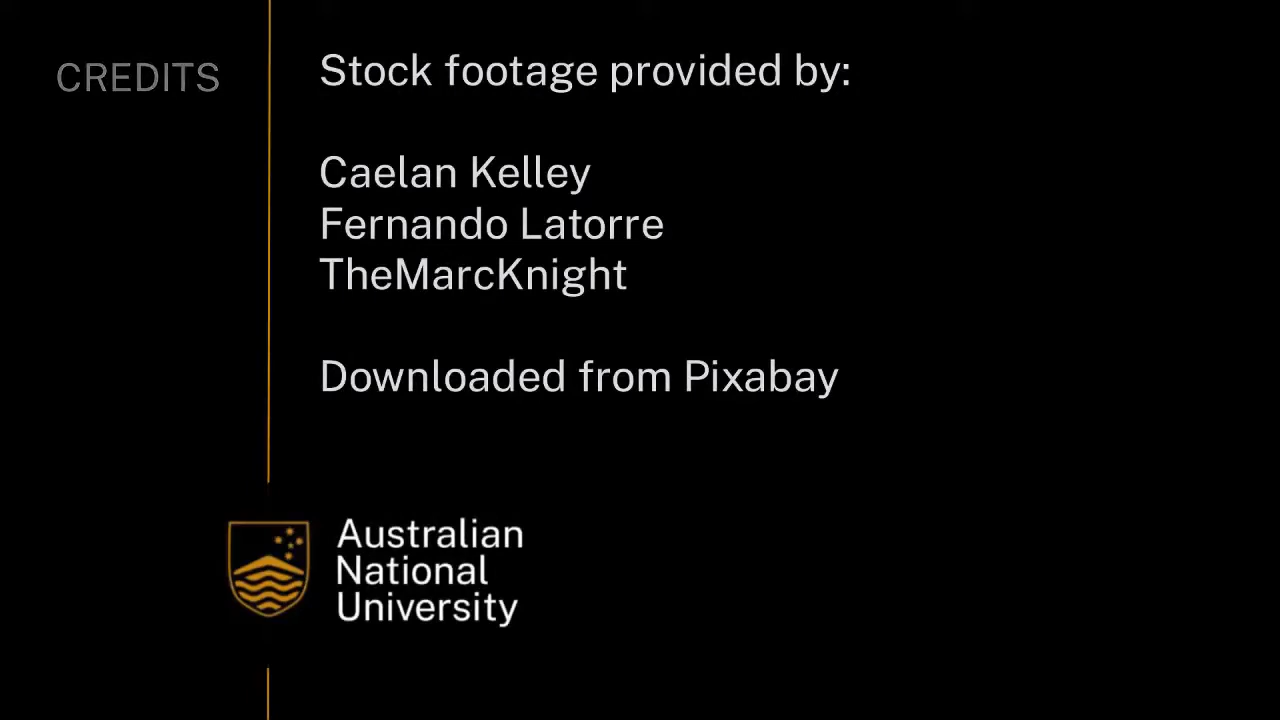 CREDITS
Stock footage provided by:
Caelan Kelley
Fernando Latorre
TheMarcKnight
Downloaded from Pixabay
Australian
National
University